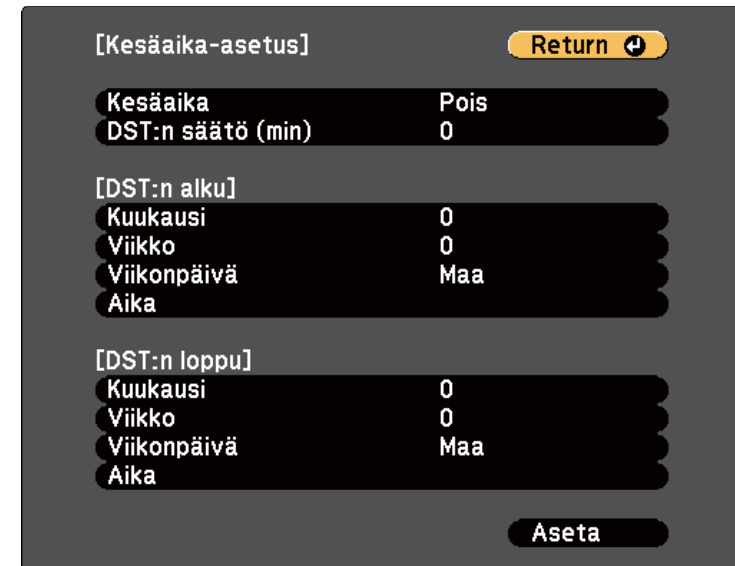 [Kesäaika-asetus] Return
Kesäaika Pois
DST:n säätö (min) 0
[DST:n alku]
Kuukausi 0
Viikko 0
Viikonpäivä Maa
Aika
[DST:n loppu]
Kuukausi 0
Viikko 0
Viikonpäivä Maa
Aika
Aseta